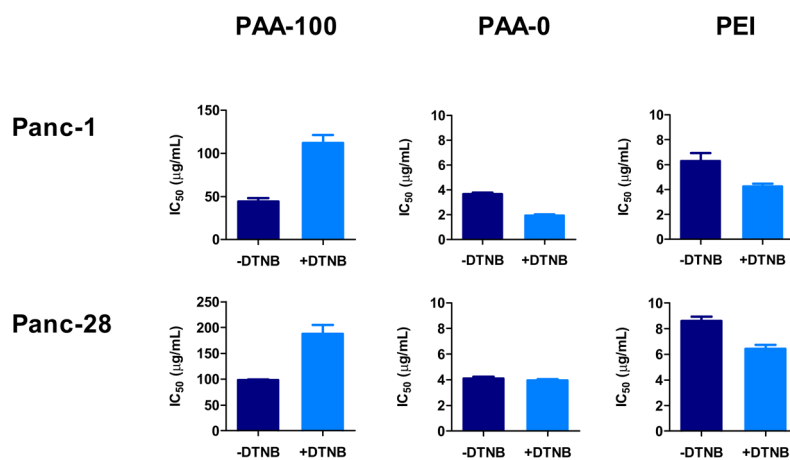 PAA-100 PAA-0 PEI
Panc-1
IC50 (µg/mL)
150
100
50
0
-DTNB +DTNB
IC50 (µg/mL)
10
8
6
4
2
0
-DTNB +DTNB
IC50 (µg/mL)
10
8
6
4
2
0
-DTNB +DTNB
Panc-28
IC50 (µg/mL)
250
200
150
100
50
0
-DTNB +DTNB
IC50 (µg/mL)
10
8
6
4
2
0
-DTNB +DTNB
IC50 (µg/mL)
10
8
6
4
2
0
-DTNB +DTNB